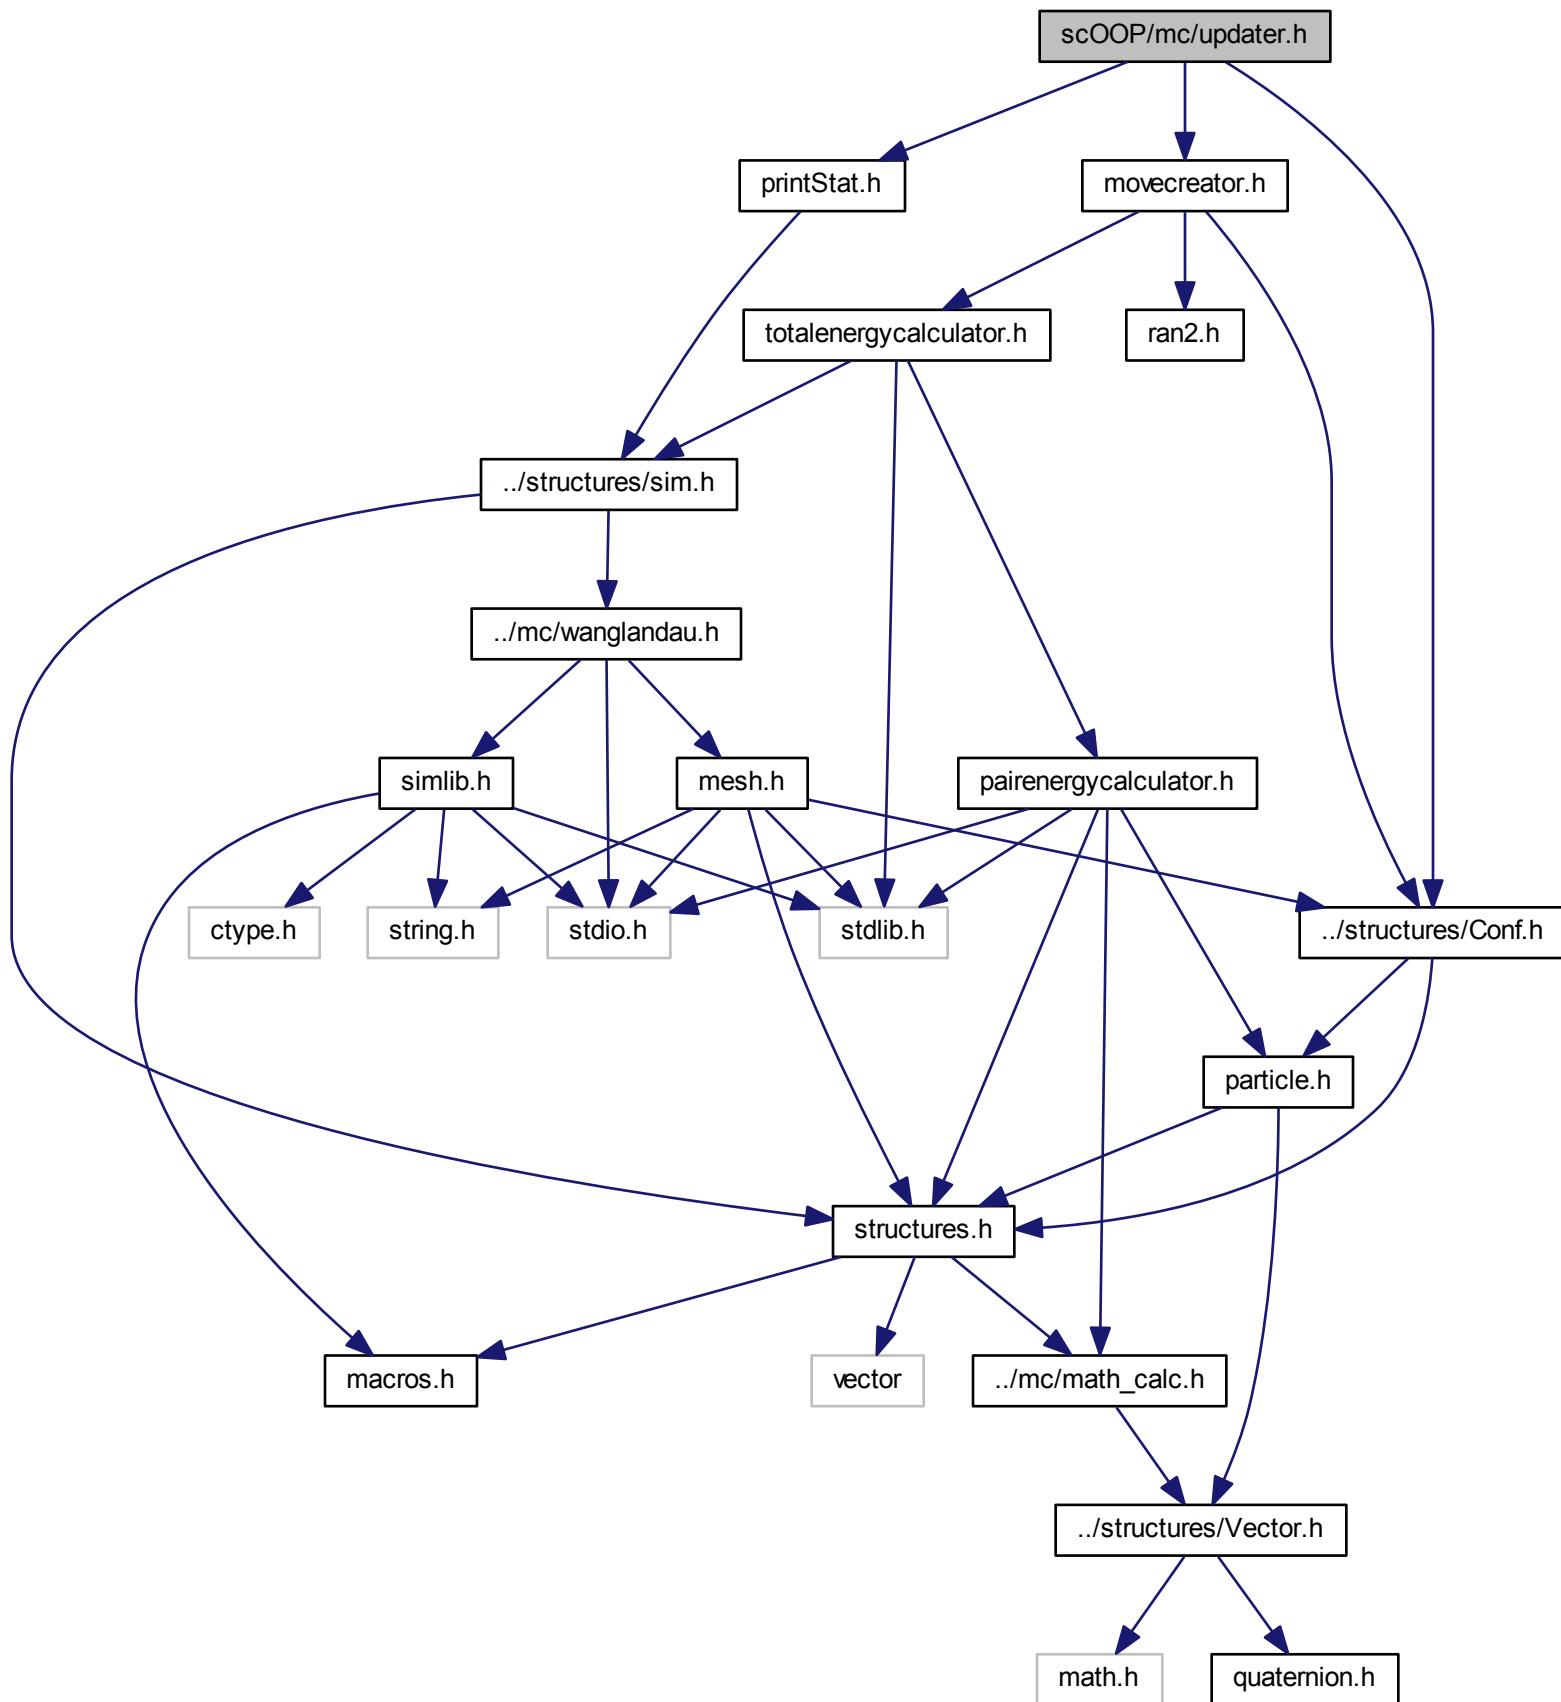 scOOP/mc/updater.h
printStat.h
movecreator.h
totalenergycalculator.h
ran2.h
../structures/sim.h
../mc/wanglandau.h
simlib.h
mesh.h
pairenergycalculator.h
ctype.h
string.h
stdio.h
stdlib.h
../structures/Conf.h
particle.h
structures.h
macros.h
vector
../mc/math_calc.h
../structures/Vector.h
math.h
quaternion.h